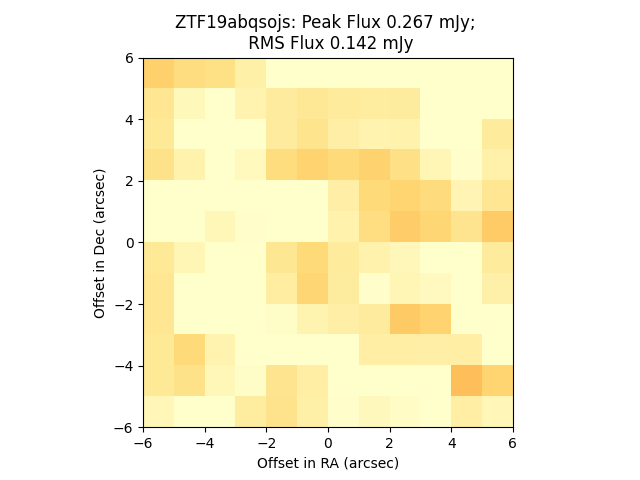 ZTF19abqsojs: Peak Flux 0.267 mJy;
RMS Flux 0.142 mJy
6
4
2
0
−2
−4
−6
Offset in Dec (arcsec)
−6 −4 −2 0 2 4 6
Offset in RA (arcsec)